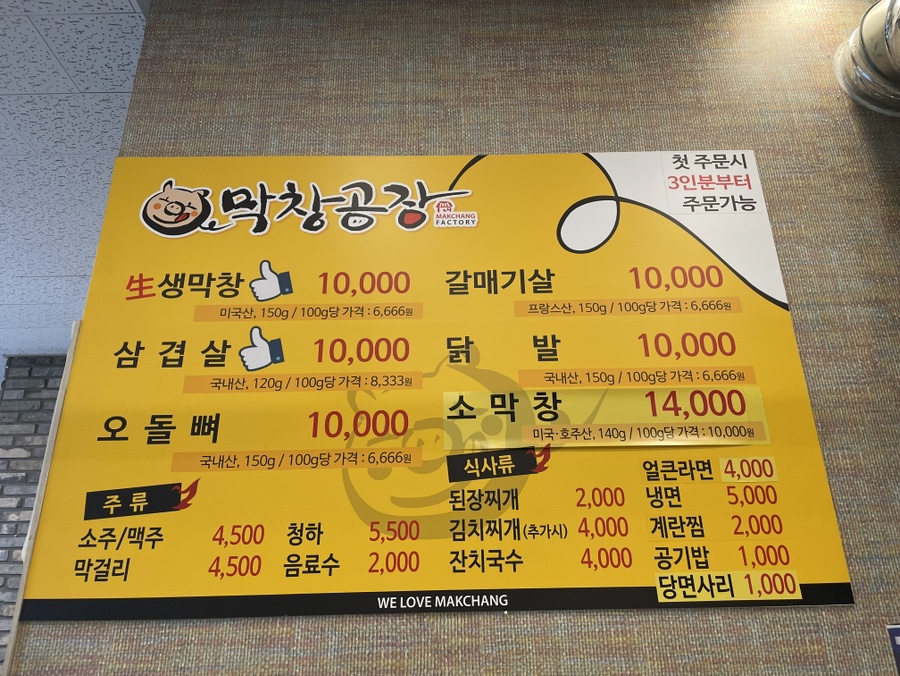 첫 주문시
3인분부터
주문가능
막창공장
MAKCHANG
FACTORY
生생막창 10,000
미국산, 150g / 100g당 가격 : 6,666원
삼겹살 10,000
국내산, 120g / 100g당 가격 : 8,333원
오돌뼈 10,000
국내산, 150g / 100g당 가격 : 6,666원
갈매기살 10,000
프랑스산, 150g / 100g당 가격 : 6,666원
닭발 10,000
국내산, 150g / 100g당 가격 : 6,666원
소막창 14,000
미국·호주산, 140g / 100g당 가격 : 10,000원
주류
소주/맥주 4,500 청하 5,500
막걸리 4,500 음료수 2,000
식사류
된장찌개 2,000
김치찌개(추가시) 4,000
잔치국수 4,000
얼큰라면 4,000
냉면 5,000
계란찜 2,000
공기밥 1,000
당면사리 1,000
WE LOVE MAKCHANG